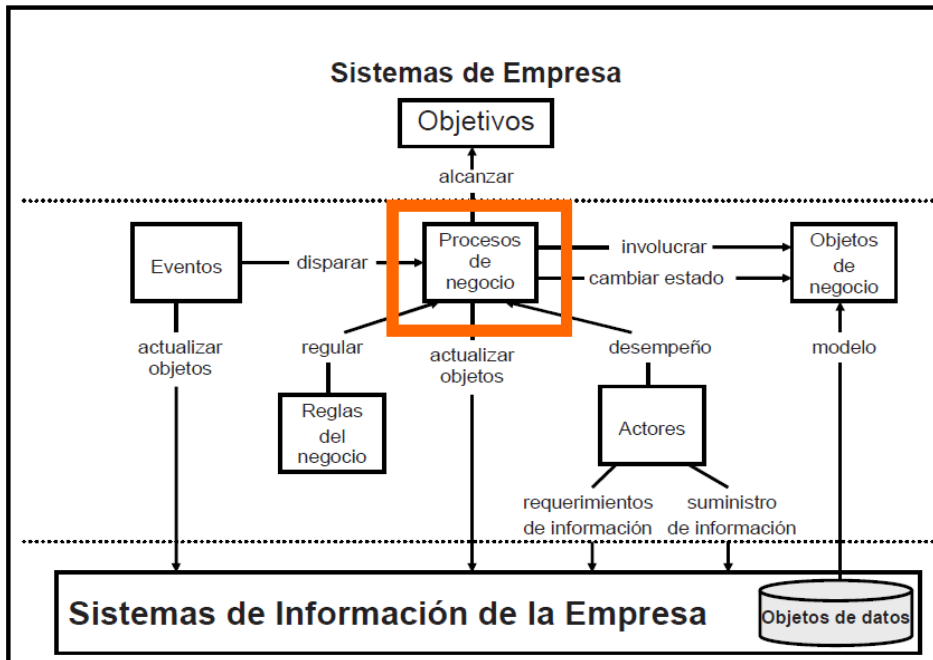 Sistemas de Empresa
Objetivos
alcanzar
Eventos
disparar
Procesos
de
negocio
involucrar
cambiar estado
Objetos
de
negocio
actualizar
objetos
regular
actualizar
objetos
desempeño
modelo
Reglas
del
negocio
Actores
requerimientos
de información
suministro
de información
Sistemas de Información de la Empresa
Objetos de datos